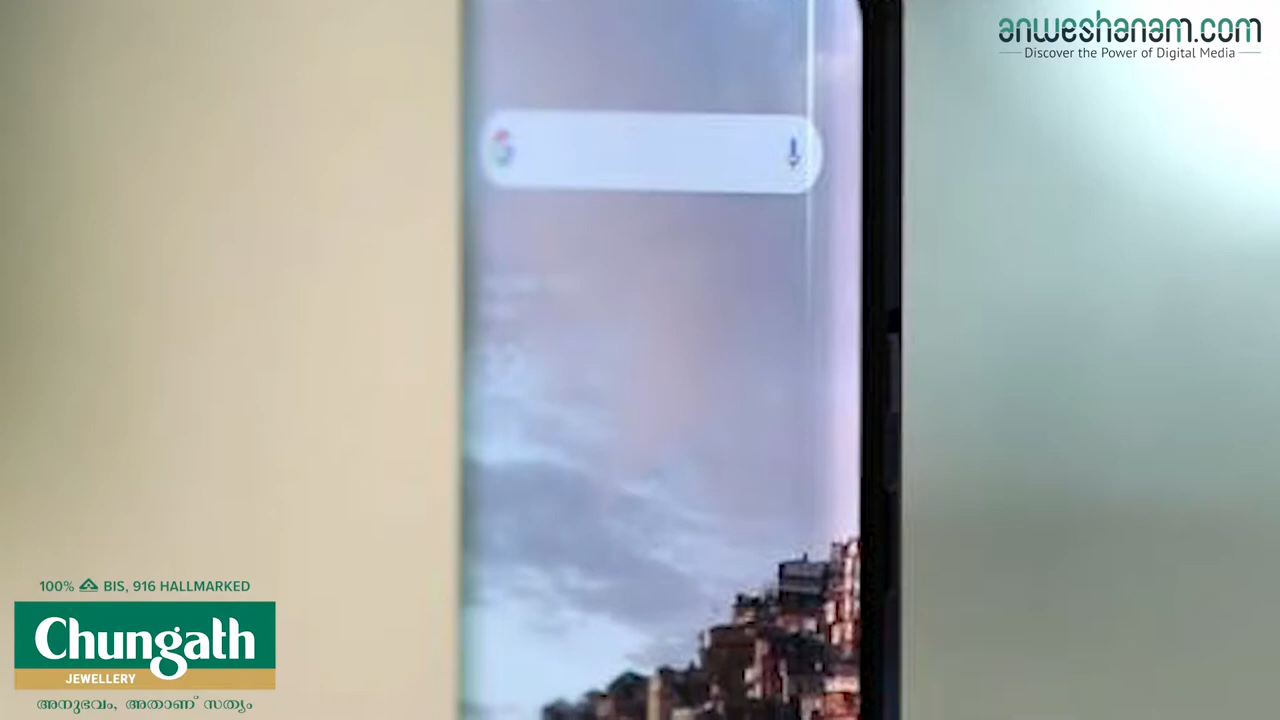 anweshanam.com
Discover the Power of Digital Media
G
100% BIS, 916 HALLMARKED
Chungath
JEWELLERY
അനുഭവം, അതാണ് സത്യം